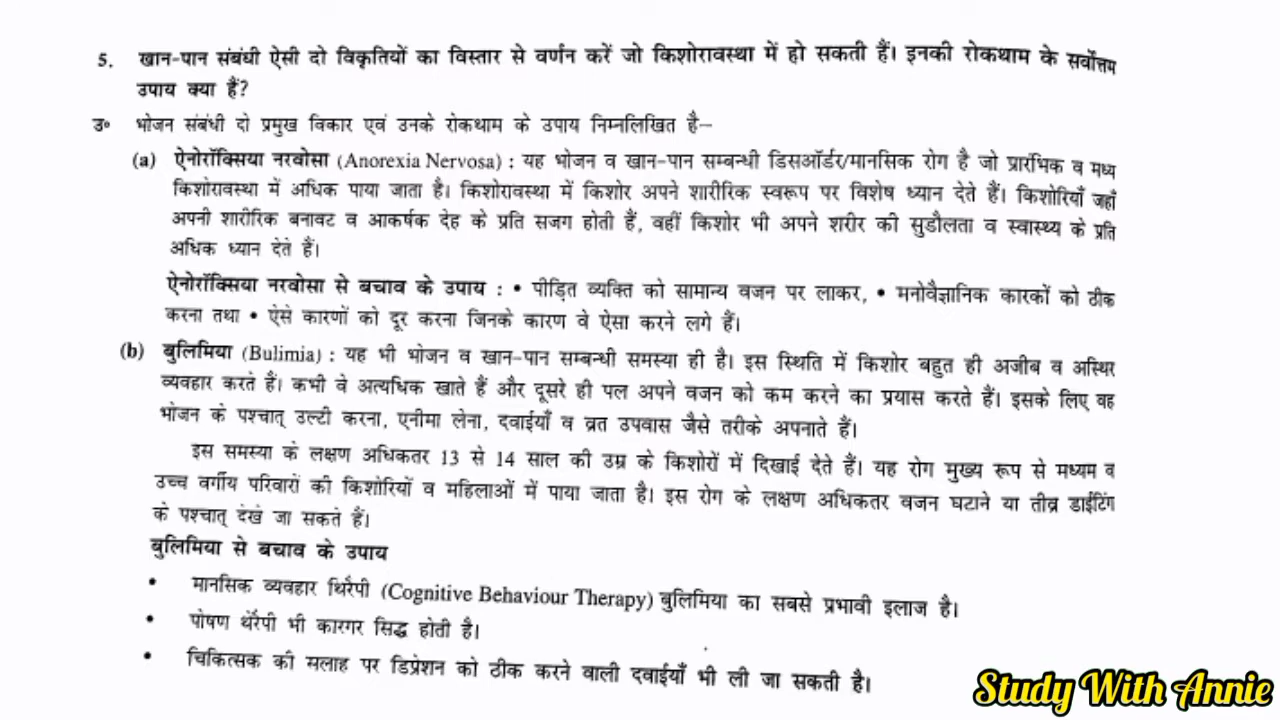 5. खान-पान संबंधी ऐसी दो विकृतियों का विस्तार से वर्णन करें जो किशोरावस्था में हो सकती हैं। इनकी रोकथाम के सर्वोत्तम
उपाय क्या हैं?
उ॰ भोजन संबंधी दो प्रमुख विकार एवं उनके रोकथाम के उपाय निम्नलिखित है—
(a) ऐनोरॉक्सिया नरवोसा (Anorexia Nervosa) : यह भोजन व खान-पान सम्बन्धी डिसऑर्डर/मानसिक रोग है जो प्रारंभिक व मध्य
किशोरावस्था में अधिक पाया जाता है। किशोरावस्था में किशोर अपने शारीरिक स्वरूप पर विशेष ध्यान देते हैं। किशोरियाँ जहाँ
अपनी शारीरिक बनावट व आकर्षक देह के प्रति सजग होती हैं, वहीं किशोर भी अपने शरीर की सुडौलता व स्वास्थ्य के प्रति
अधिक ध्यान देते हैं।
ऐनोरॉक्सिया नरवोसा से बचाव के उपाय : • पीड़ित व्यक्ति को सामान्य वजन पर लाकर, • मनोवैज्ञानिक कारकों को ठीक
करना तथा • ऐसे कारणों को दूर करना जिनके कारण वे ऐसा करने लगे हैं।
(b) बुलिमिया (Bulimia) : यह भी भोजन व खान-पान सम्बन्धी समस्या ही है। इस स्थिति में किशोर बहुत ही अजीब व अस्थिर
व्यवहार करते हैं। कभी वे अत्यधिक खाते हैं और दूसरे ही पल अपने वजन को कम करने का प्रयास करते हैं। इसके लिए वह
भोजन के पश्चात् उल्टी करना, एनीमा लेना, दवाईयाँ व व्रत उपवास जैसे तरीके अपनाते हैं।
इस समस्या के लक्षण अधिकतर 13 से 14 साल की उम्र के किशोरों में दिखाई देते हैं। यह रोग मुख्य रूप से मध्यम व
उच्च वर्गीय परिवारों की किशोरियों व महिलाओं में पाया जाता है। इस रोग के लक्षण अधिकतर वजन घटाने या तीव्र डाईटिंग
के पश्चात् देखे जा सकते हैं।
बुलिमिया से बचाव के उपाय
• मानसिक व्यवहार थिरैपी (Cognitive Behaviour Therapy) बुलिमिया का सबसे प्रभावी इलाज है।
• पोषण थेरैपी भी कारगर सिद्ध होती है।
• चिकित्सक की सलाह पर डिप्रेशन को ठीक करने वाली दवाईयाँ भी ली जा सकती है।
Study With Annie